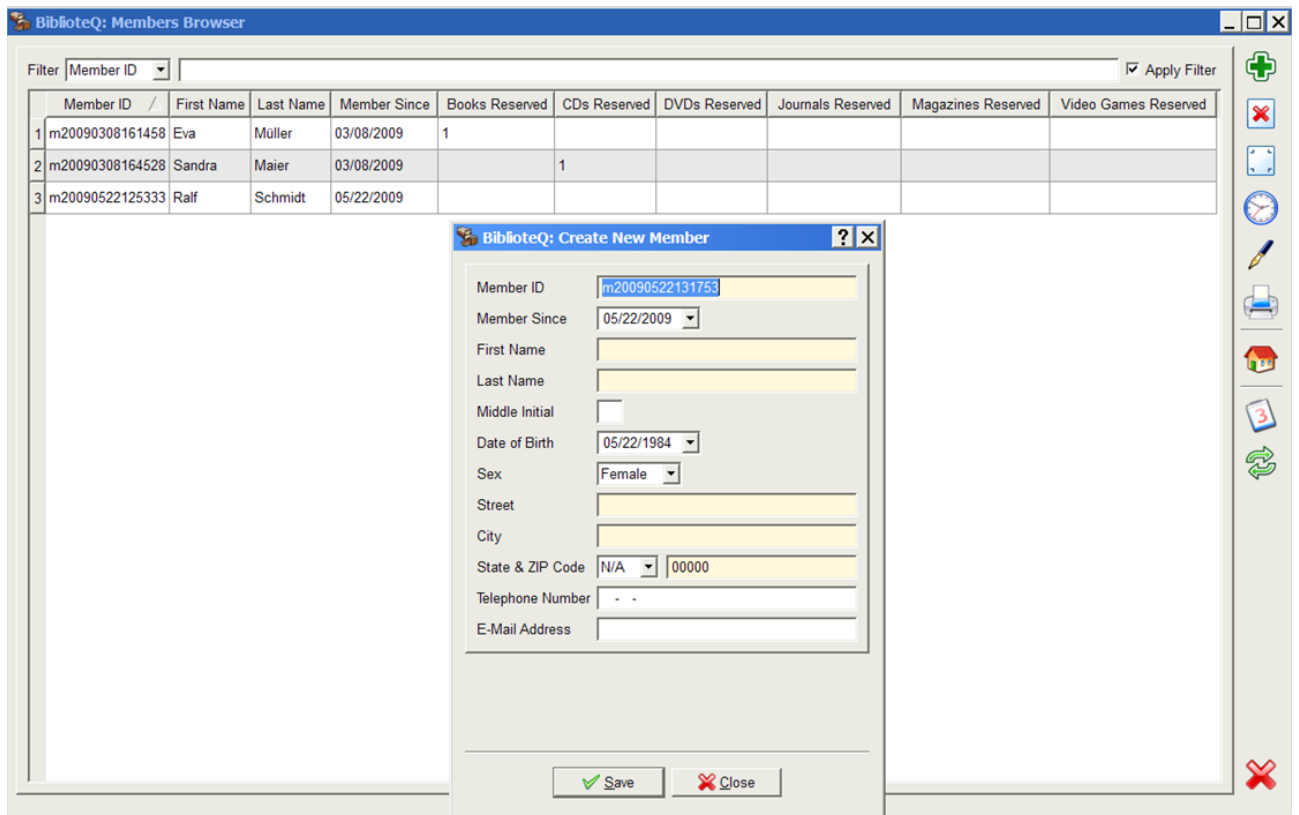 BiblioteQ: Members Browser
Filter Member ID Apply Filter
Member ID First Name Last Name Member Since Books Reserved CDs Reserved DVDs Reserved Journals Reserved Magazines Reserved Video Games Reserved
1 m20090308161458 Eva Müller 03/08/2009 1
2 m20090308164528 Sandra Maier 03/08/2009 1
3 m20090522125333 Ralf Schmidt 05/22/2009
BiblioteQ: Create New Member
Member ID m20090522131753
Member Since 05/22/2009
First Name
Last Name
Middle Initial
Date of Birth 05/22/1984
Sex Female
Street
City
State & ZIP Code N/A 00000
Telephone Number - -
E-Mail Address
Save Close
3